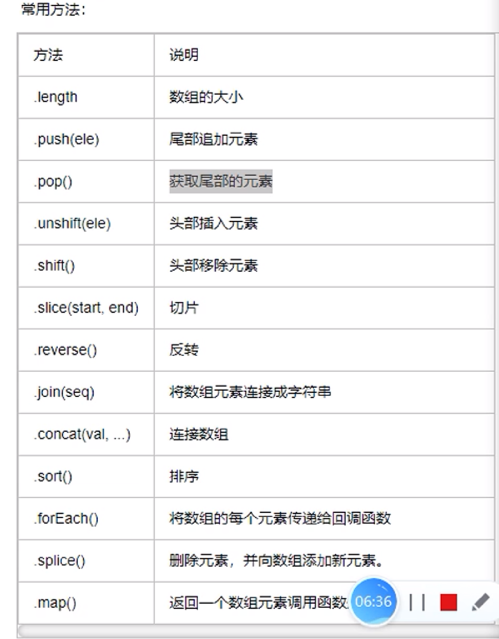 常用方法：
方法 说明
.length 数组的大小
.push(ele) 尾部追加元素
.pop() 获取尾部的元素
.unshift(ele) 头部插入元素
.shift() 头部移除元素
.slice(start, end) 切片
.reverse() 反转
.join(seq) 将数组元素连接成字符串
.concat(val, ...) 连接数组
.sort() 排序
.forEach() 将数组的每个元素传递给回调函数
.splice() 删除元素，并向数组添加新元素。
.map() 返回一个数组元素调用函数
06:36